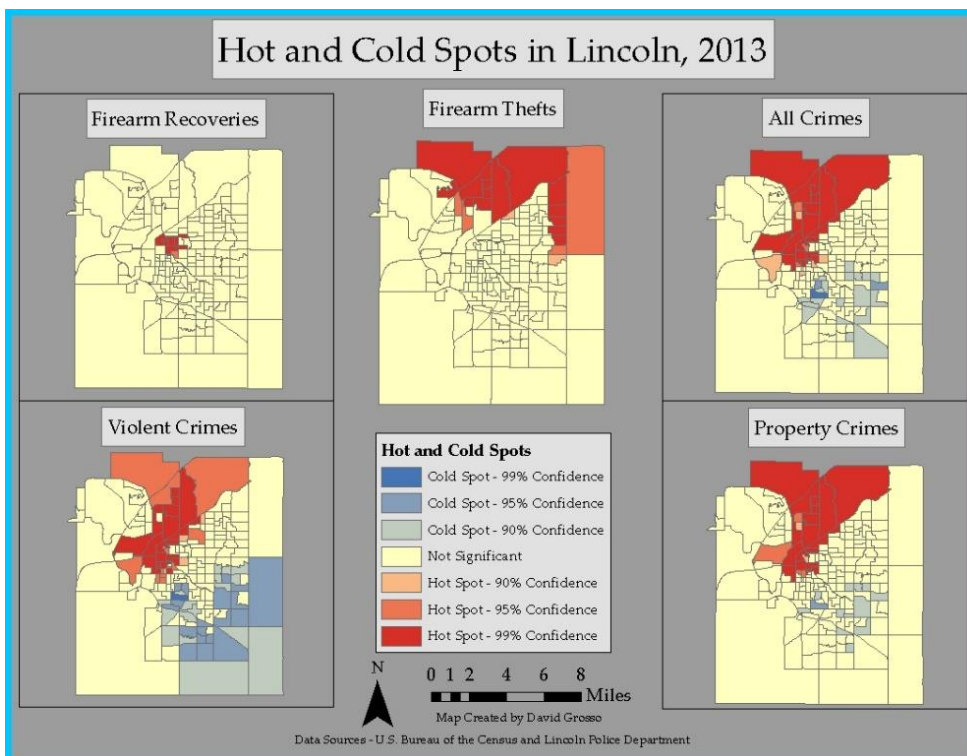 Hot and Cold Spots in Lincoln, 2013
Firearm Recoveries
Firearm Thefts
All Crimes
Violent Crimes
Property Crimes
Hot and Cold Spots
Cold Spot - 99% Confidence
Cold Spot - 95% Confidence
Cold Spot - 90% Confidence
Not Significant
Hot Spot - 90% Confidence
Hot Spot - 95% Confidence
Hot Spot - 99% Confidence
N
0 1 2 4 6 8
Miles
Map Created by David Grosso
Data Sources - U.S. Bureau of the Census and Lincoln Police Department